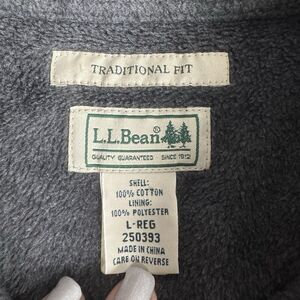 TRADITIONAL FIT
L.L.Bean®
QUALITY GUARANTEED SINCE 1912
SHELL:
100% COTTON
LINING:
100% POLYESTER
L-REG
250393
MADE IN CHINA
CARE ON REVERSE